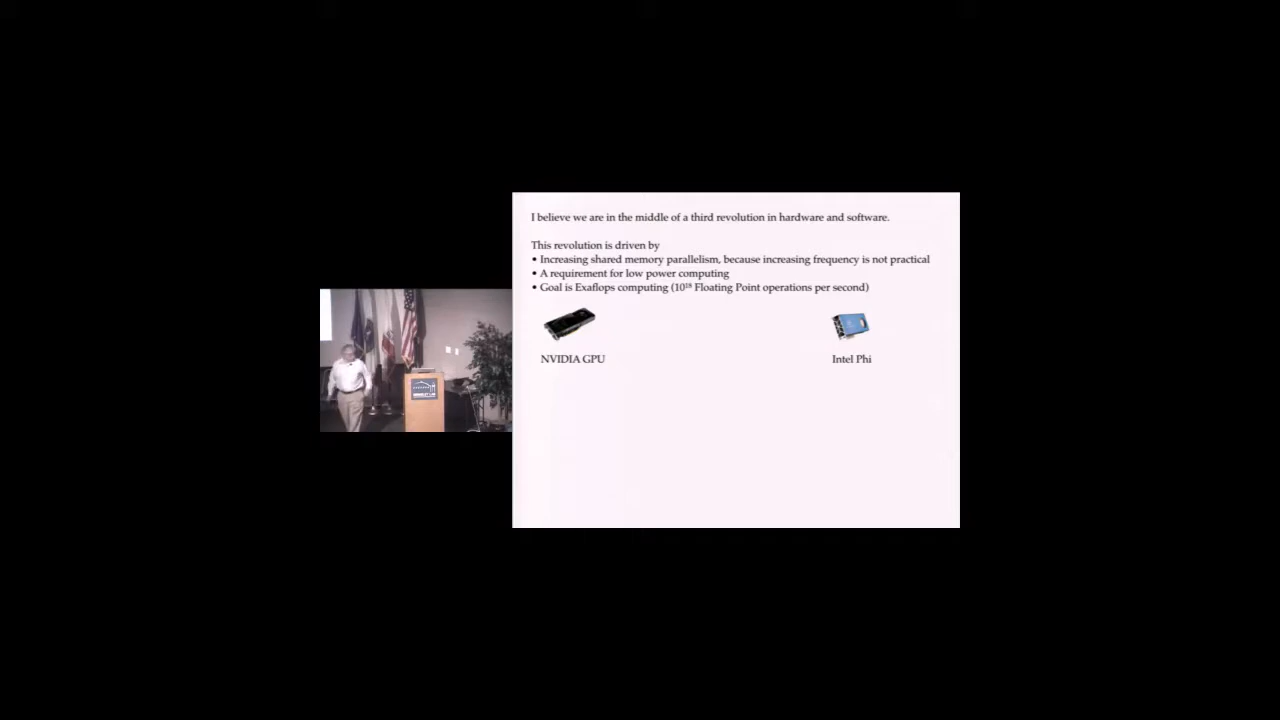 I believe we are in the middle of a third revolution in hardware and software.
This revolution is driven by
• Increasing shared memory parallelism, because increasing frequency is not practical
• A requirement for low power computing
• Goal is Exaflops computing (10¹⁸ Floating Point operations per second)
NVIDIA GPU
Intel Phi